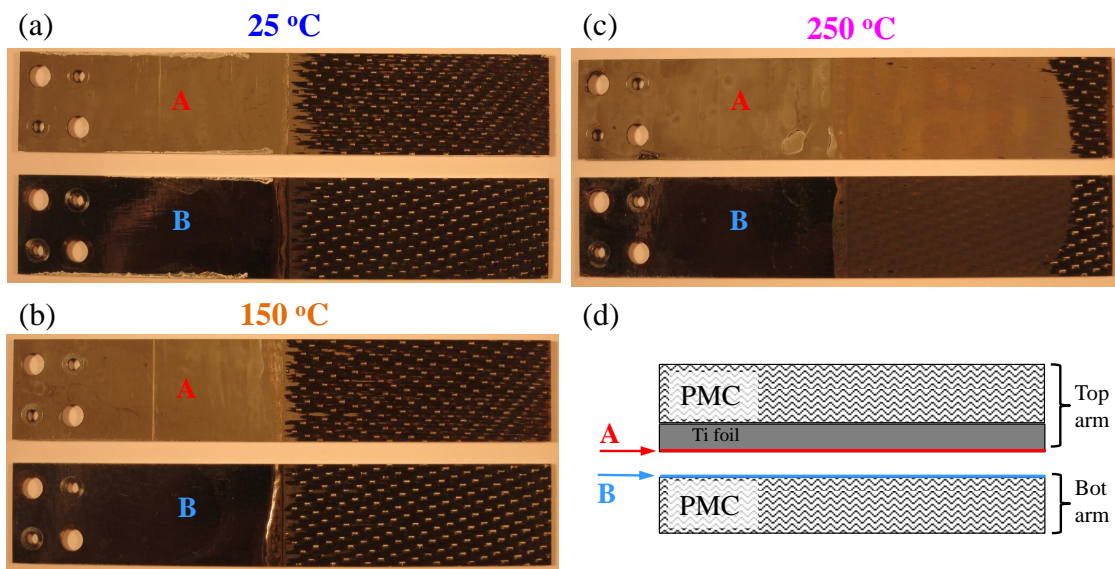 (a)
25 °C
A
B
(b)
150 °C
A
B
(c)
250 °C
A
B
(d)
PMC
Ti foil
A
B
PMC
Top
arm
Bot
arm